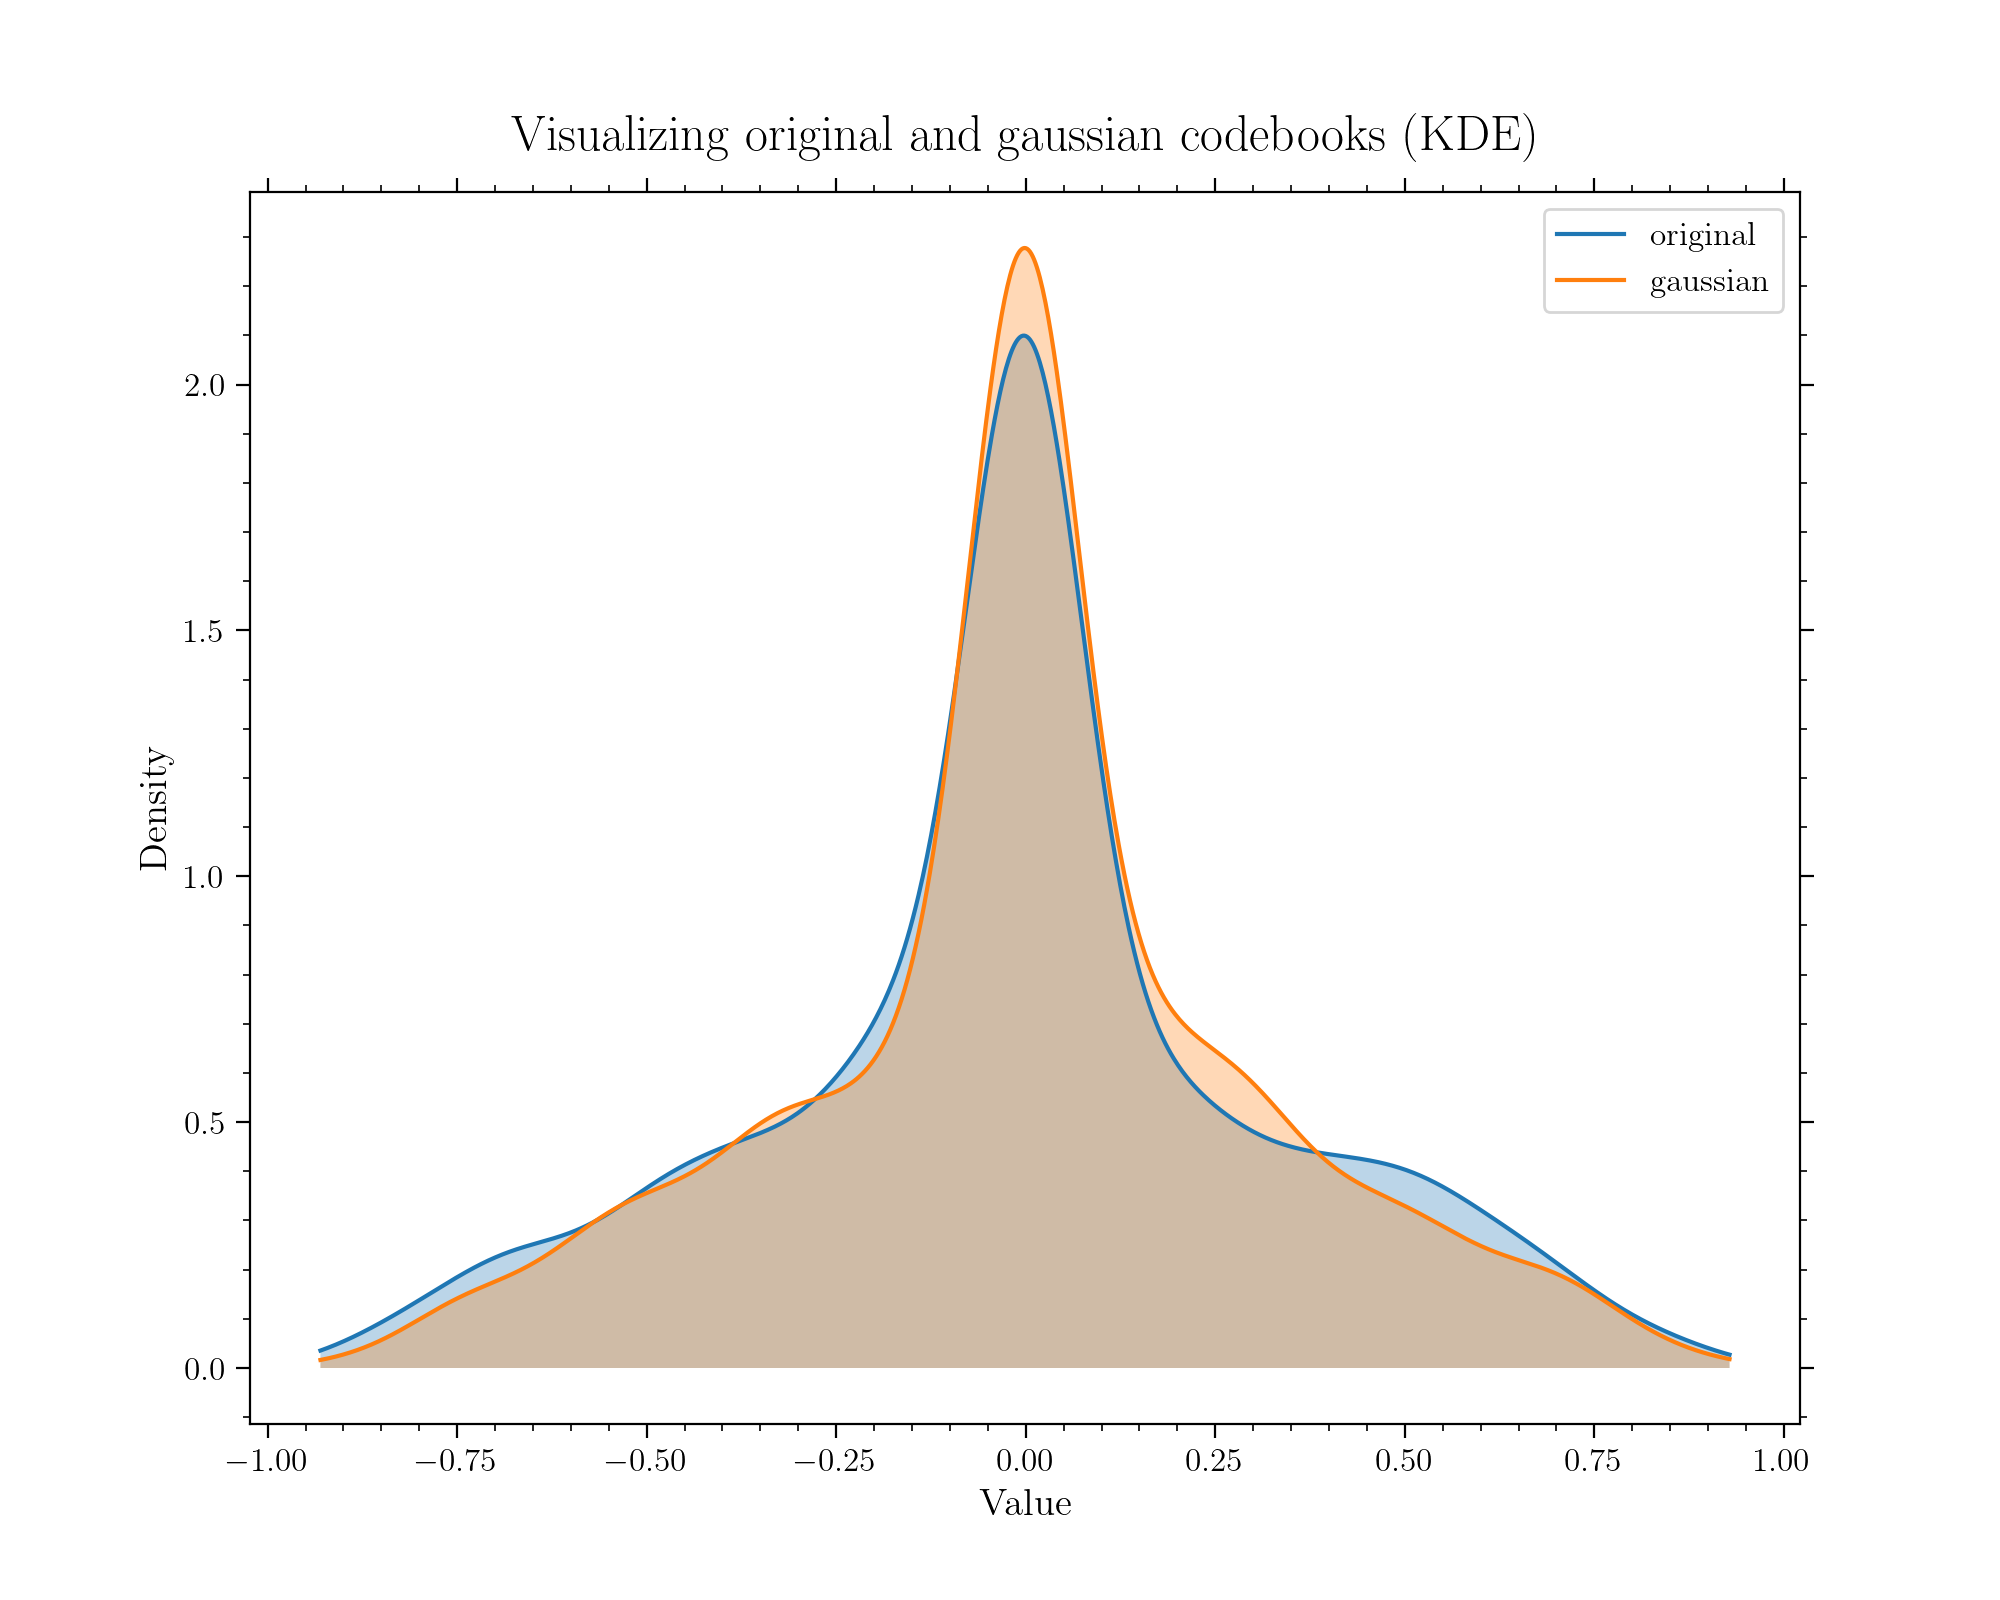 Visualizing original and gaussian codebooks (KDE)
original
gaussian
Density
2.0
1.5
1.0
0.5
0.0
−1.00 −0.75 −0.50 −0.25 0.00 0.25 0.50 0.75 1.00
Value